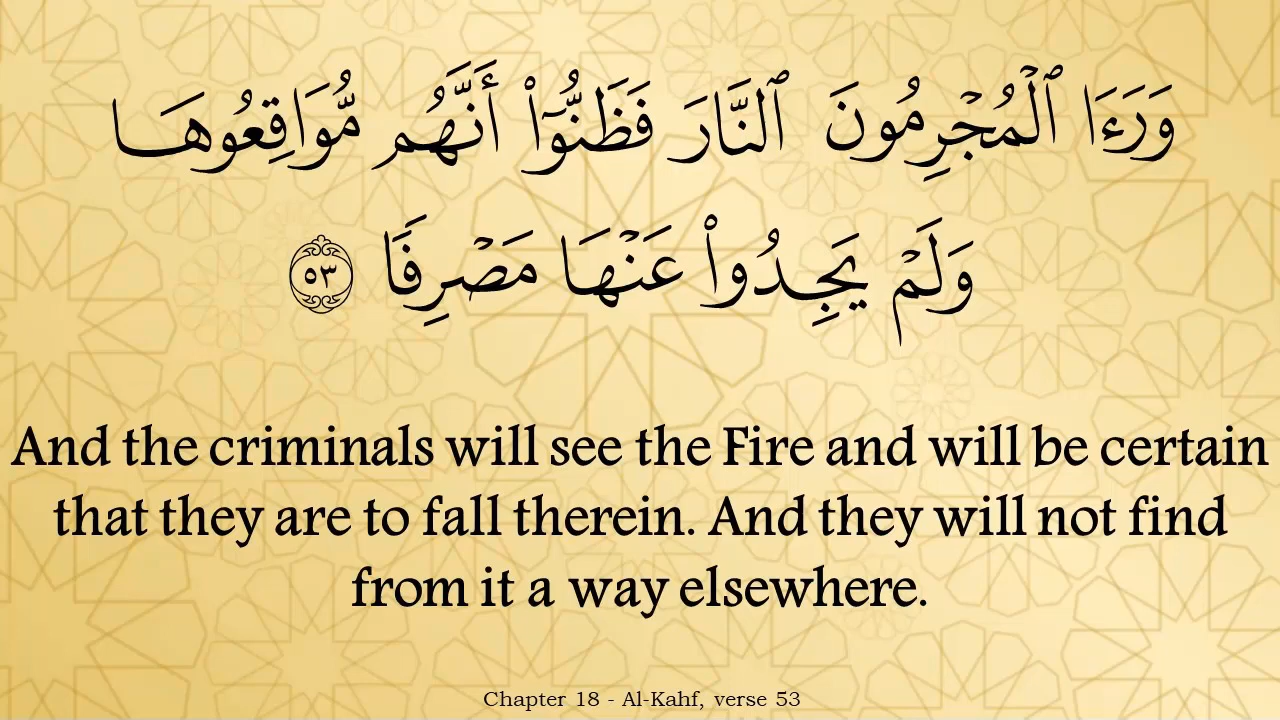 وَرَءَا ٱلْمُجْرِمُونَ ٱلنَّارَ فَظَنُّوٓا۟ أَنَّهُم مُّوَاقِعُوهَا
وَلَمْ يَجِدُوا۟ عَنْهَا مَصْرِفًا ٥٣
And the criminals will see the Fire and will be certain
that they are to fall therein. And they will not find
from it a way elsewhere.
Chapter 18 - Al-Kahf, verse 53